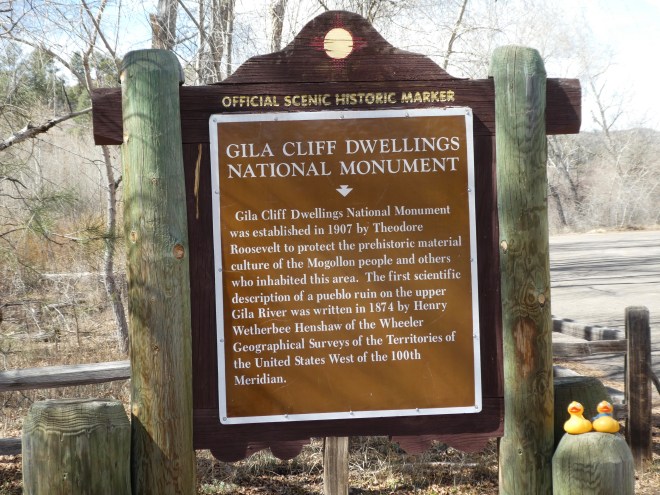 OFFICIAL SCENIC HISTORIC MARKER
GILA CLIFF DWELLINGS
NATIONAL MONUMENT
Gila Cliff Dwellings National Monument
was established in 1907 by Theodore
Roosevelt to protect the prehistoric material
culture of the Mogollon people and others
who inhabited this area. The first scientific
description of a pueblo ruin on the upper
Gila River was written in 1874 by Henry
Wetherbee Henshaw of the Wheeler
Geographical Surveys of the Territories of
the United States West of the 100th
Meridian.